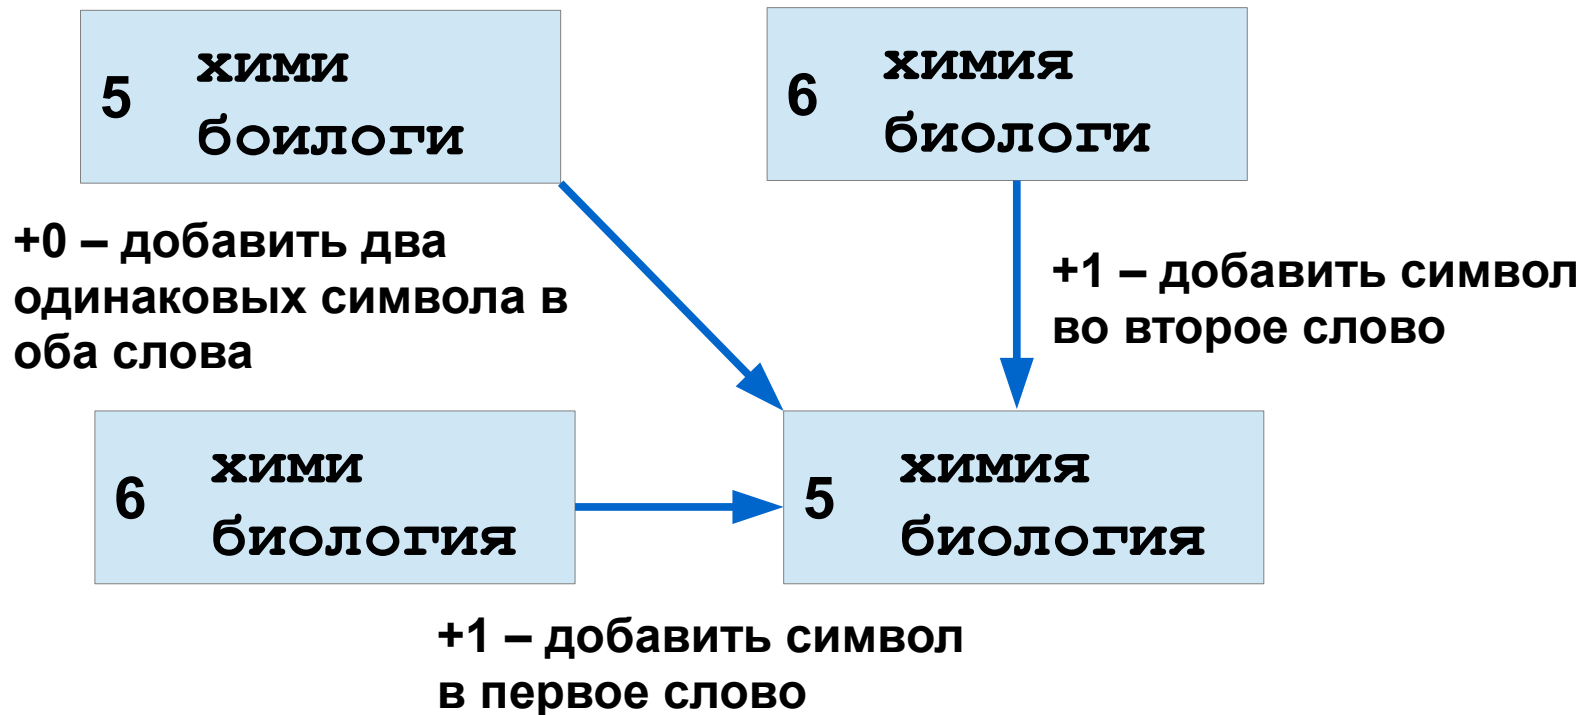 5 хими
боилоги
6 химия
биологи
+0 – добавить два
одинаковых символа в
оба слова
+1 – добавить символ
во второе слово
6 хими
биология
5 химия
биология
+1 – добавить символ
в первое слово